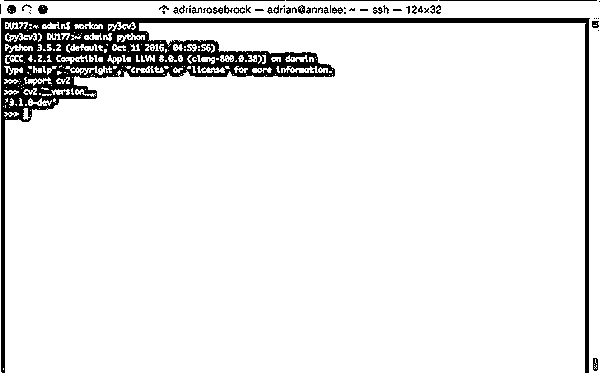 adrianrosebrock — adrian@annalee: ~ — ssh — 124×32
DU177:~ admin$ workon py3cv3
(py3cv3) DU177:~ admin$ python
Python 3.5.2 (default, Oct 11 2016, 04:59:56)
[GCC 4.2.1 Compatible Apple LLVM 8.0.0 (clang-800.0.38)] on darwin
Type "help", "copyright", "credits" or "license" for more information.
>>> import cv2
>>> cv2.__version__
'3.1.0-dev'
>>>